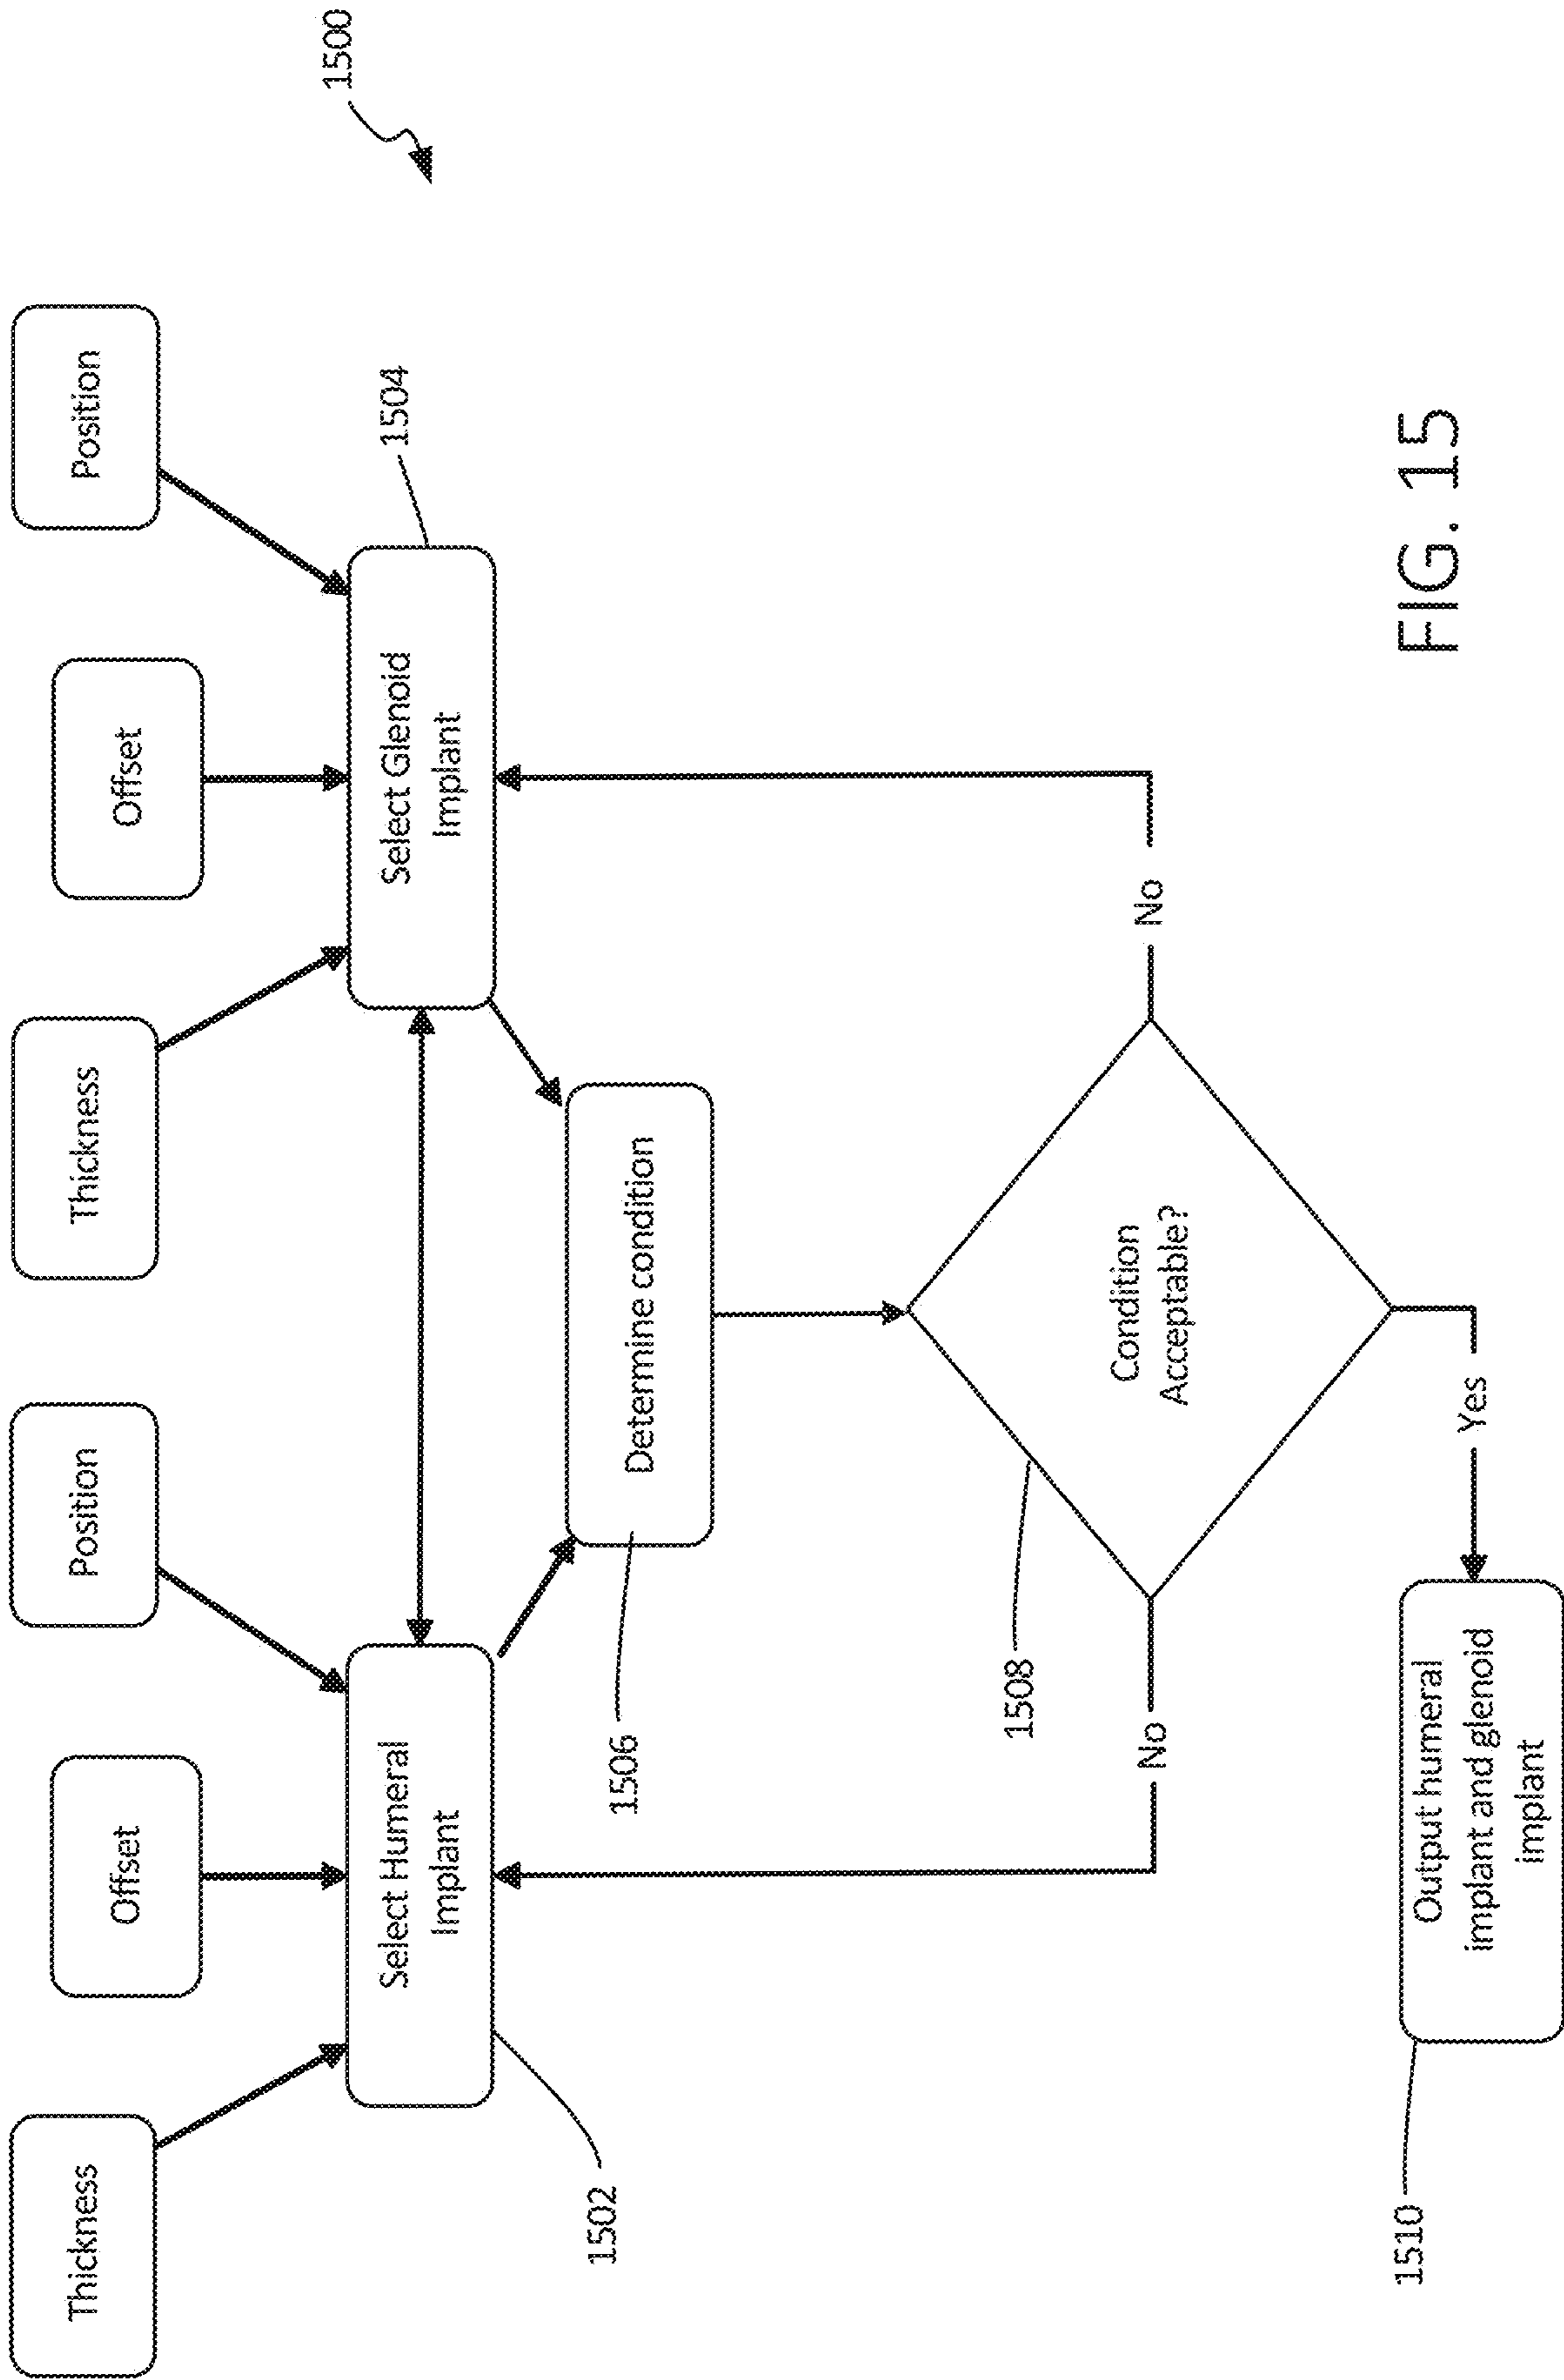 1500
Thickness
Offset
Position
Thickness
Offset
Position
Select Humeral
Implant
1502
Select Glenoid
Implant
1504
Determine condition
1506
Condition
Acceptable?
1508
No
No
Yes
Output humeral
implant and glenoid
implant
1510
FIG. 15